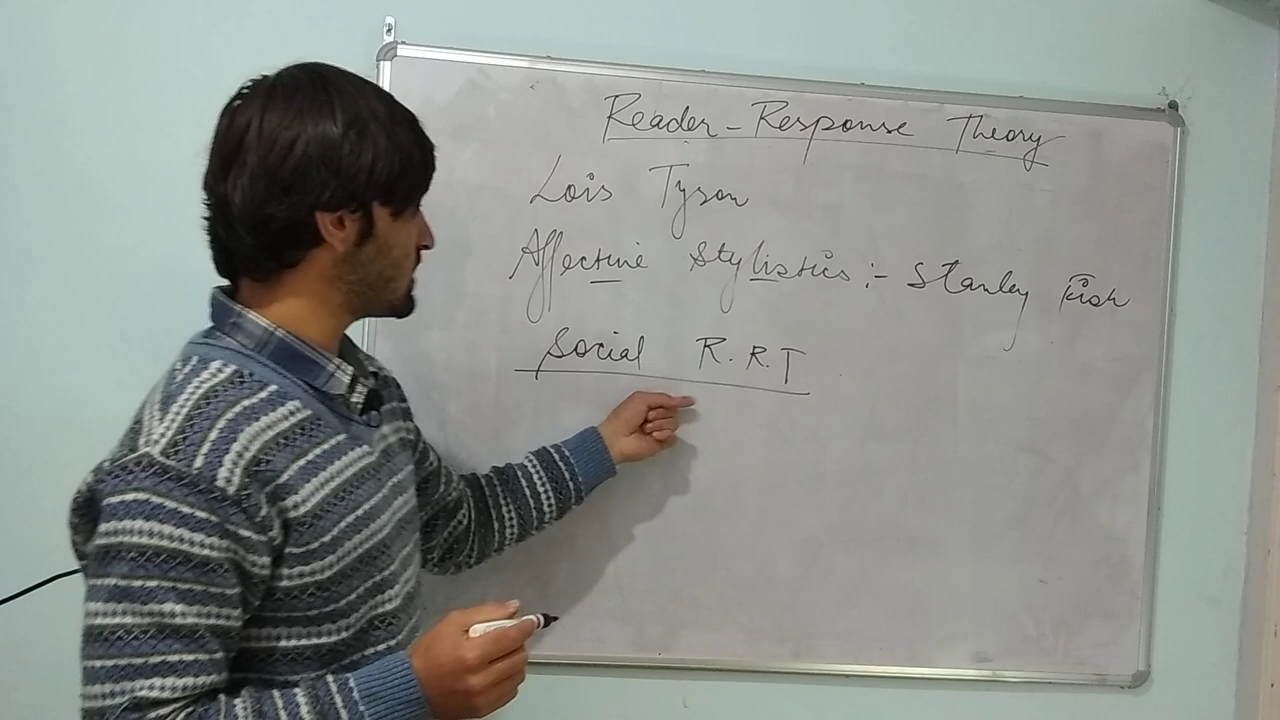 Reader-Response Theory
Lois Tyson
Affective Stylistics :- Stanley Fish
Social R.R.T